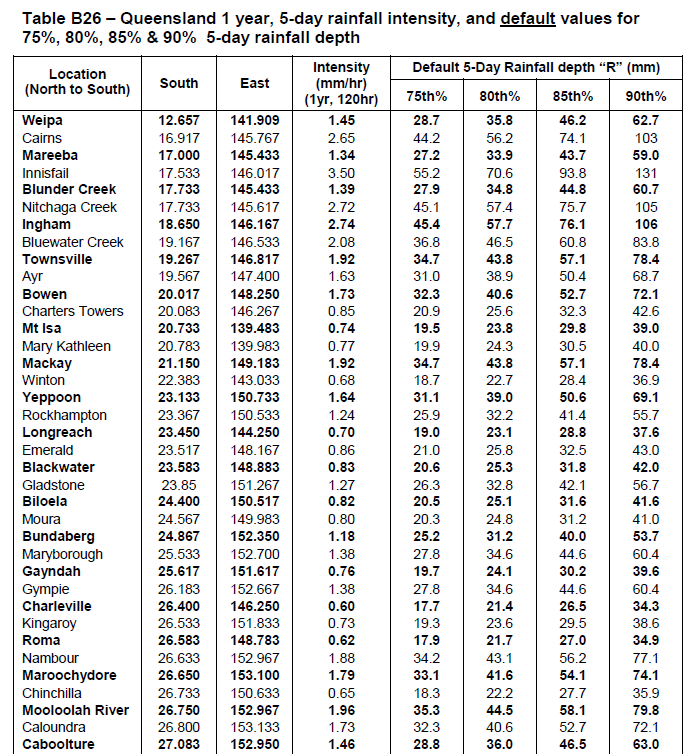 Table B26 – Queensland 1 year, 5-day rainfall intensity, and default values for
75%, 80%, 85% & 90% 5-day rainfall depth
Location (North to South) South East Intensity (mm/hr) (1yr, 120hr) Default 5-Day Rainfall depth “R” (mm)
75th% 80th% 85th% 90th%
Weipa 12.657 141.909 1.45 28.7 35.8 46.2 62.7
Cairns 16.917 145.767 2.65 44.2 56.2 74.1 103
Mareeba 17.000 145.433 1.34 27.2 33.9 43.7 59.0
Innisfail 17.533 146.017 3.50 55.2 70.6 93.8 131
Blunder Creek 17.733 145.433 1.39 27.9 34.8 44.8 60.7
Nitchaga Creek 17.733 145.617 2.72 45.1 57.4 75.7 105
Ingham 18.650 146.167 2.74 45.4 57.7 76.1 106
Bluewater Creek 19.167 146.533 2.08 36.8 46.5 60.8 83.8
Townsville 19.267 146.817 1.92 34.7 43.8 57.1 78.4
Ayr 19.567 147.400 1.63 31.0 38.9 50.4 68.7
Bowen 20.017 148.250 1.73 32.3 40.6 52.7 72.1
Charters Towers 20.083 146.267 0.85 20.9 25.6 32.3 42.6
Mt Isa 20.733 139.483 0.74 19.5 23.8 29.8 39.0
Mary Kathleen 20.783 139.983 0.77 19.9 24.3 30.5 40.0
Mackay 21.150 149.183 1.92 34.7 43.8 57.1 78.4
Winton 22.383 143.033 0.68 18.7 22.7 28.4 36.9
Yeppoon 23.133 150.733 1.64 31.1 39.0 50.6 69.1
Rockhampton 23.367 150.533 1.24 25.9 32.2 41.4 55.7
Longreach 23.450 144.250 0.70 19.0 23.1 28.8 37.6
Emerald 23.517 148.167 0.86 21.0 25.8 32.5 43.0
Blackwater 23.583 148.883 0.83 20.6 25.3 31.8 42.0
Gladstone 23.85 151.267 1.27 26.3 32.8 42.1 56.7
Biloela 24.400 150.517 0.82 20.5 25.1 31.6 41.6
Moura 24.567 149.983 0.80 20.3 24.8 31.2 41.0
Bundaberg 24.867 152.350 1.18 25.2 31.2 40.0 53.7
Maryborough 25.533 152.700 1.38 27.8 34.6 44.6 60.4
Gayndah 25.617 151.617 0.76 19.7 24.1 30.2 39.6
Gympie 26.183 152.667 1.38 27.8 34.6 44.6 60.4
Charleville 26.400 146.250 0.60 17.7 21.4 26.5 34.3
Kingaroy 26.533 151.833 0.73 19.3 23.6 29.5 38.6
Roma 26.583 148.783 0.62 17.9 21.7 27.0 34.9
Nambour 26.633 152.967 1.88 34.2 43.1 56.2 77.1
Maroochydore 26.650 153.100 1.79 33.1 41.6 54.1 74.1
Chinchilla 26.733 150.633 0.65 18.3 22.2 27.7 35.9
Mooloolah River 26.750 152.967 1.96 35.3 44.5 58.1 79.8
Caloundra 26.800 153.133 1.73 32.3 40.6 52.7 72.1
Caboolture 27.083 152.950 1.46 28.8 36.0 46.5 63.0